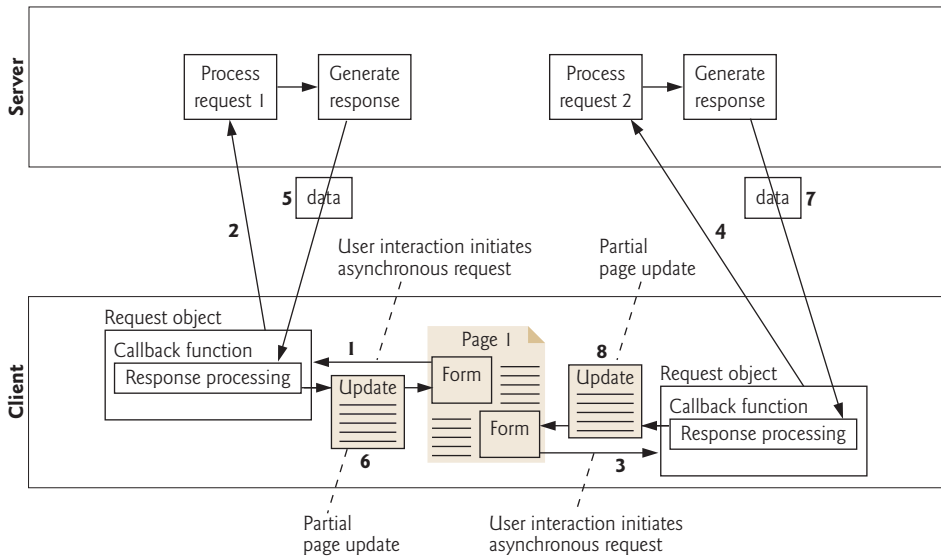 Server
Process
request 1
Generate
response
Process
request 2
Generate
response
5
data
data
7
2
4
User interaction initiates
asynchronous request
Partial
page update
Client
Request object
Callback function
Response processing
1
Update
6
Page 1
Form
Form
8
Update
3
Request object
Callback function
Response processing
Partial
page update
User interaction initiates
asynchronous request